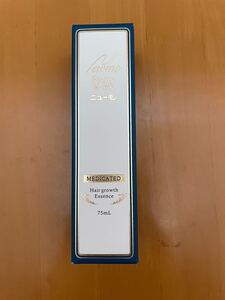 ニューモ
MEDICATED
Hair growth
Essence
75mL